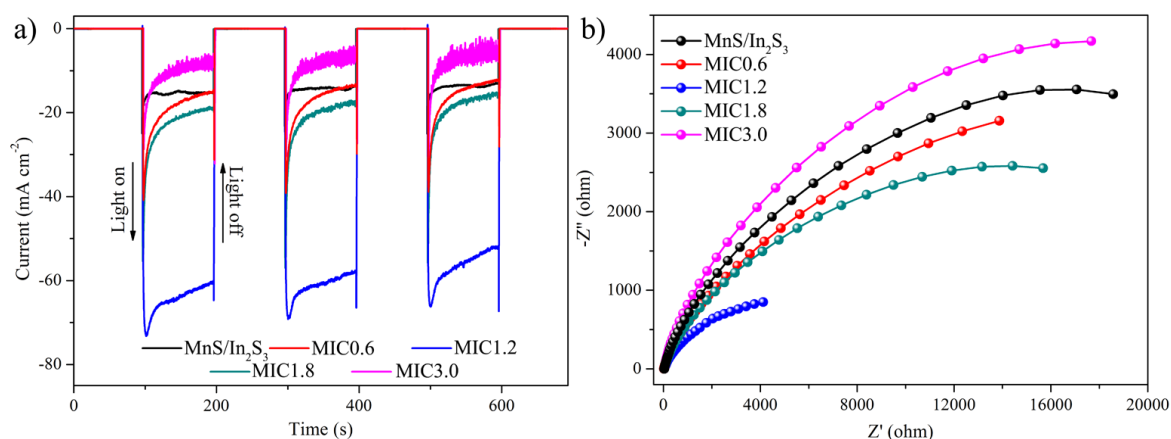 a)
0
-20
-40
-60
-80
Current (mA cm⁻²)
Light on
Light off
MnS/In₂S₃ MIC0.6 MIC1.2
MIC1.8 MIC3.0
0 200 400 600
Time (s)
b)
MnS/In₂S₃
MIC0.6
MIC1.2
MIC1.8
MIC3.0
4000
3000
2000
1000
0
-Z'' (ohm)
0 4000 8000 12000 16000 20000
Z' (ohm)